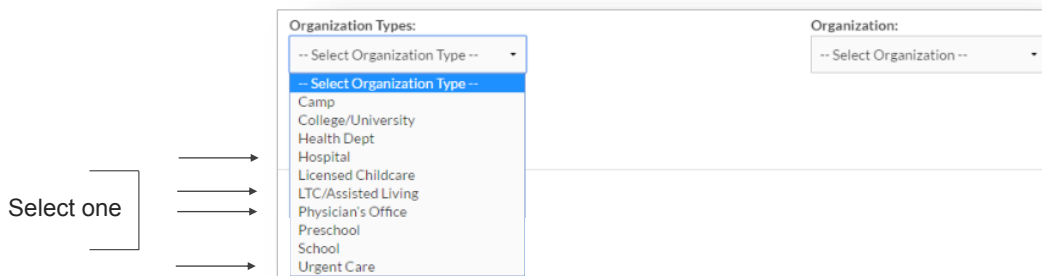 Organization Types:
Organization:
-- Select Organization Type --
-- Select Organization --
-- Select Organization Type --
Camp
College/University
Health Dept
Hospital
Licensed Childcare
LTC/Assisted Living
Physician's Office
Preschool
School
Urgent Care
Select one